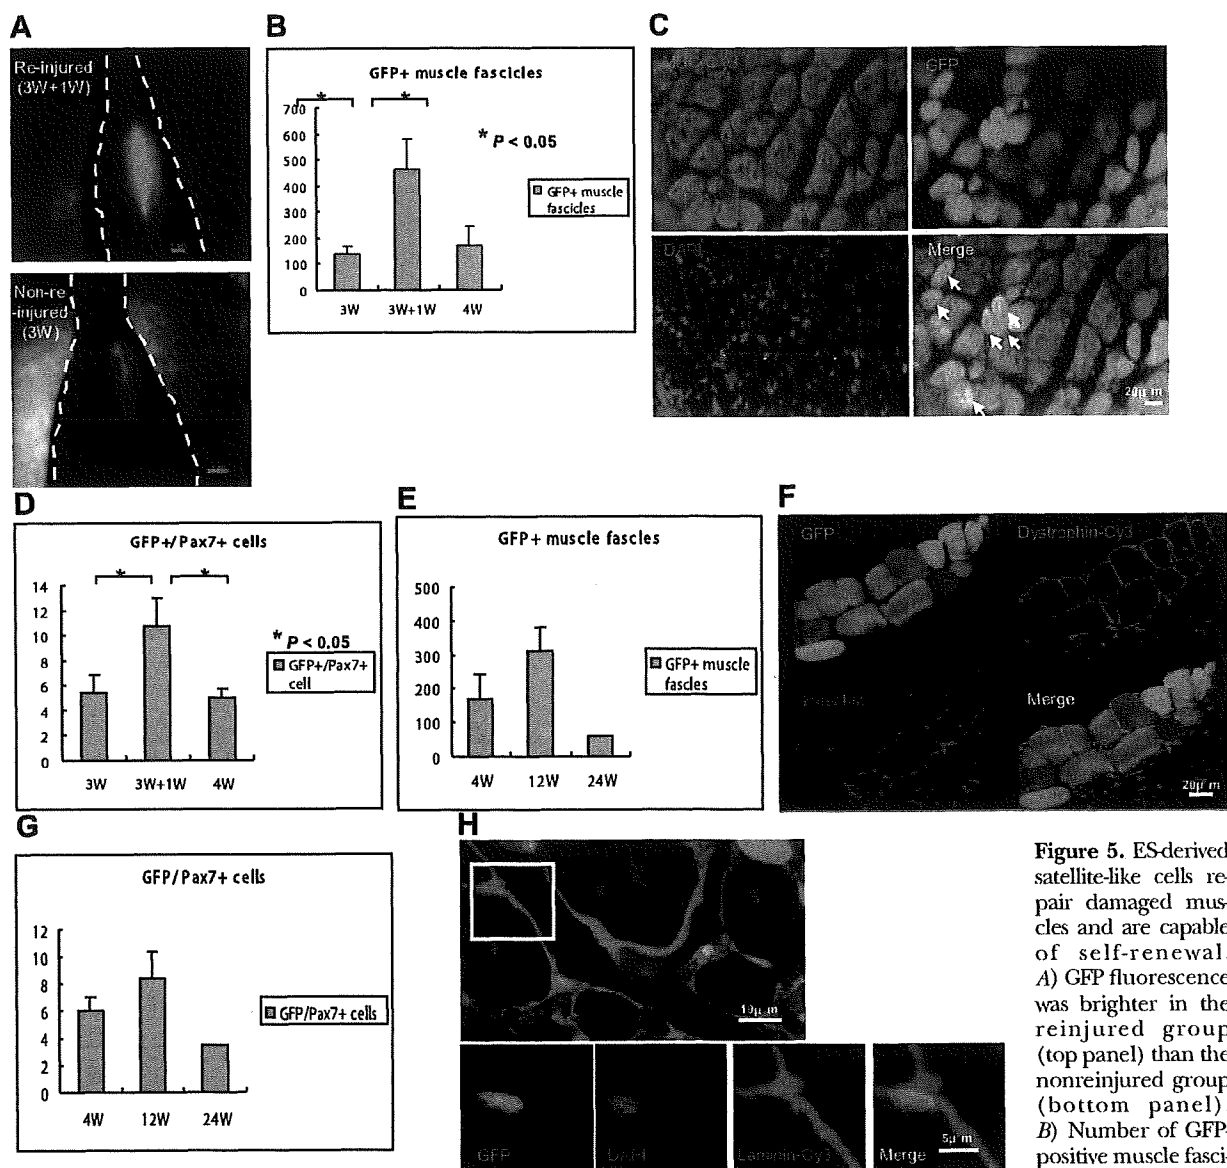 A
Re-injured
(3W+1W)
Non-re
-injured
(3W)
B
GFP+ muscle fascicles
*
*
700
600
500
400
300
200
100
0
* P < 0.05
GFP+ muscle
fascicles
3W
3W+1W
4W
C
GFP
DAPI
Merge
20μm
D
GFP+/Pax7+ cells
*
*
14
12
10
8
6
4
2
0
* P < 0.05
GFP+/Pax7+
cell
3W
3W+1W
4W
E
GFP+ muscle fascles
500
400
300
200
100
0
GFP+ muscle
fascles
4W
12W
24W
F
GFP
Dystrophin-Cy3
Merge
20μm
G
GFP/Pax7+ cells
12
10
8
6
4
2
0
GFP/Pax7+ cells
4W
12W
24W
H
10μm
GFP
DAPI
Laminin-Cy3
Merge
5μm
Figure 5. ES-derived
satellite-like cells re-
pair damaged mus-
cles and are capable
of self-renewal.
A) GFP fluorescence
was brighter in the
reinjured group
(top panel) than the
nonreinjured group
(bottom panel)
B) Number of GFP-
positive muscle fasci-